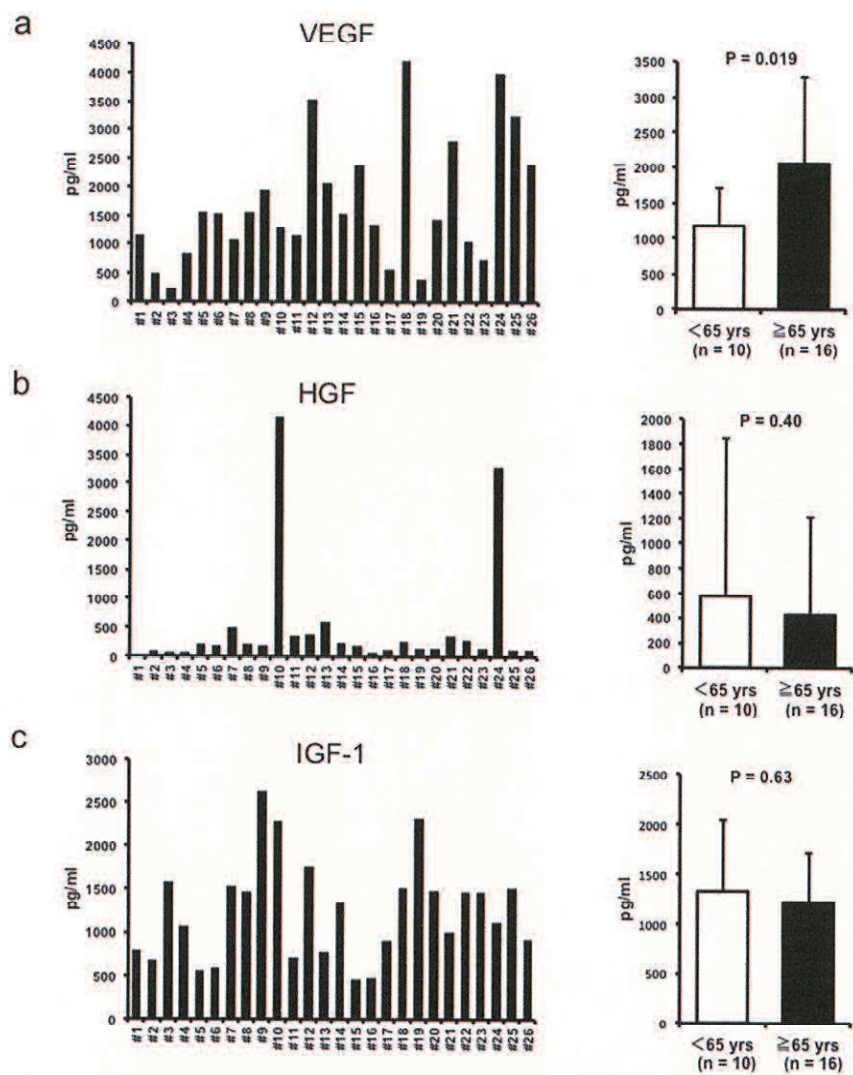 a
VEGF
4500
4000
3500
3000
2500
2000
1500
1000
500
0
pg/ml
#1 #2 #3 #4 #5 #6 #7 #8 #9 #10 #11 #12 #13 #14 #15 #16 #17 #18 #19 #20 #21 #22 #23 #24 #25 #26
P = 0.019
3500
3000
2500
2000
1500
1000
500
0
pg/ml
<65 yrs ≧65 yrs
(n = 10) (n = 16)
b
HGF
4500
4000
3500
3000
2500
2000
1500
1000
500
0
pg/ml
#1 #2 #3 #4 #5 #6 #7 #8 #9 #10 #11 #12 #13 #14 #15 #16 #17 #18 #19 #20 #21 #22 #23 #24 #25 #26
P = 0.40
2000
1800
1600
1400
1200
1000
800
600
400
200
0
pg/ml
<65 yrs ≧65 yrs
(n = 10) (n = 16)
c
IGF-1
3000
2500
2000
1500
1000
500
0
pg/ml
#1 #2 #3 #4 #5 #6 #7 #8 #9 #10 #11 #12 #13 #14 #15 #16 #17 #18 #19 #20 #21 #22 #23 #24 #25 #26
P = 0.63
2500
2000
1500
1000
500
0
pg/ml
<65 yrs ≧65 yrs
(n = 10) (n = 16)